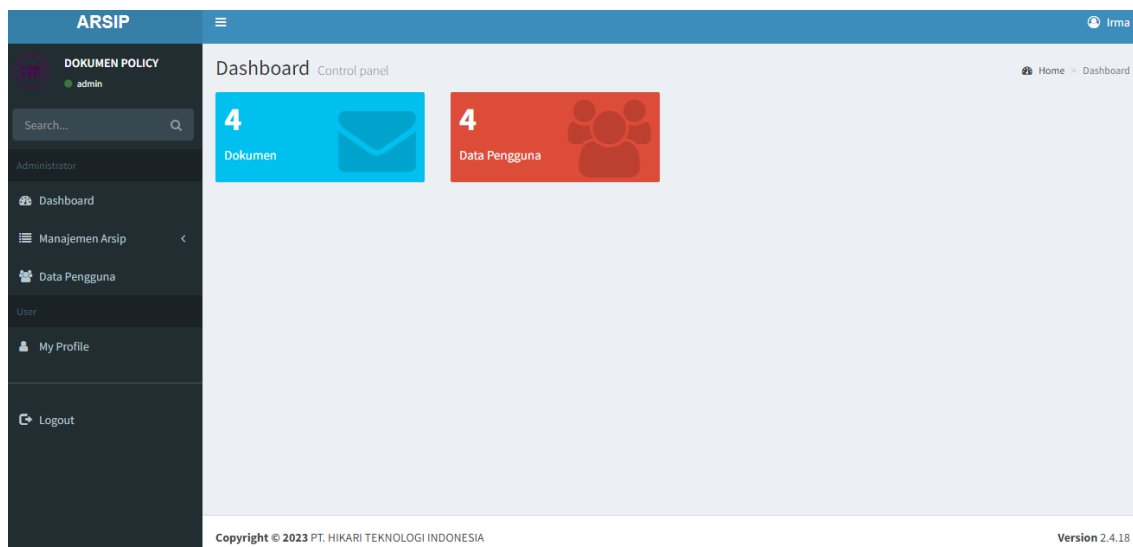 ARSIP
Irma
DOKUMEN POLICY
admin
Search...
Administrator
Dashboard
Manajemen Arsip
Data Pengguna
User
My Profile
Logout
Dashboard Control panel
Home > Dashboard
4
Dokumen
4
Data Pengguna
Copyright © 2023 PT. HIKARI TEKNOLOGI INDONESIA
Version 2.4.18